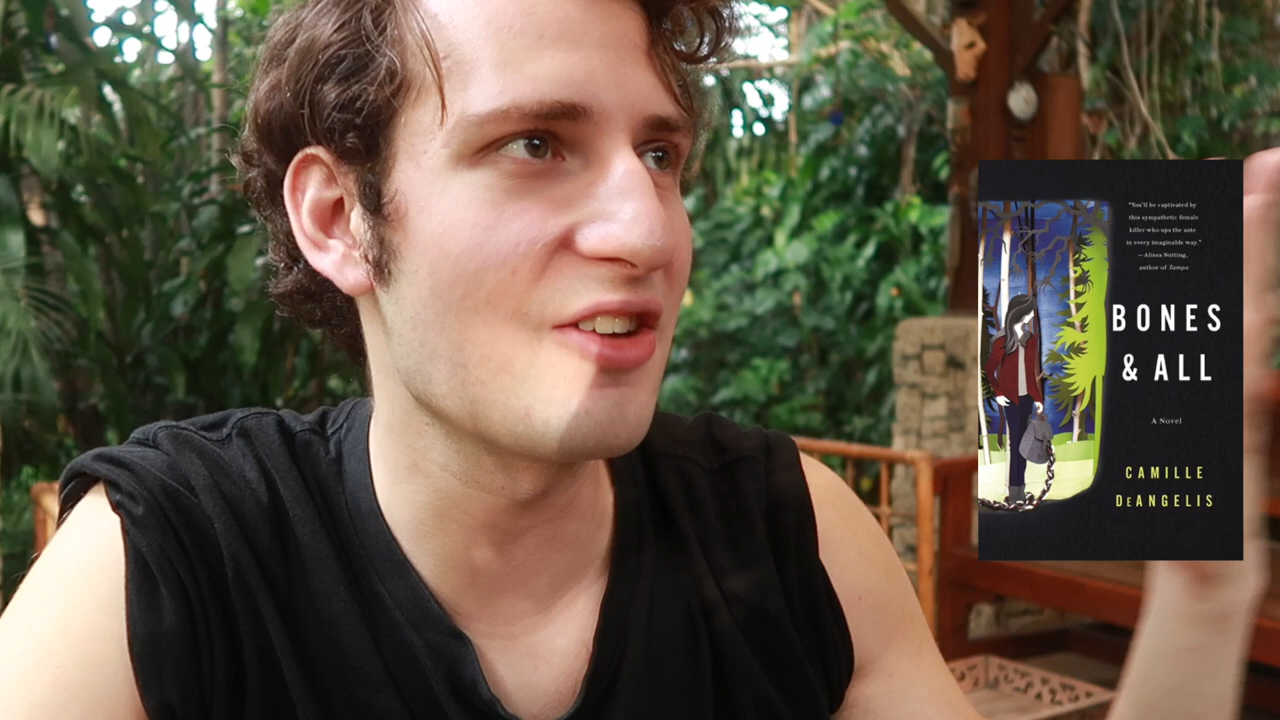 "You'll be captivated by
this sympathetic female
killer who ups the ante
in every imaginable way."
—Alissa Nutting,
author of Tampa
BONES
& ALL
A Novel
CAMILLE
DEANGELIS